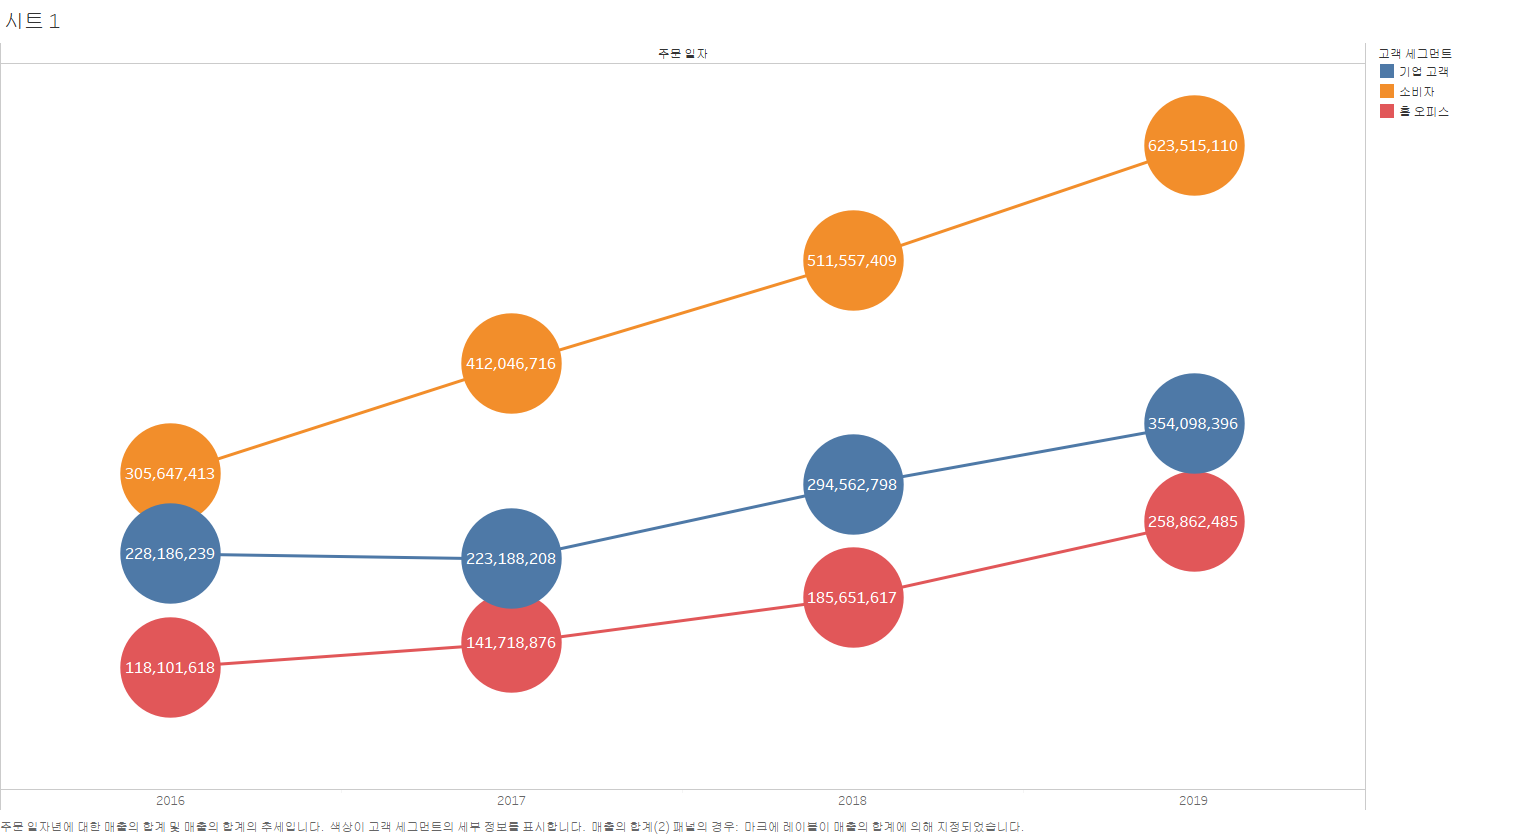 시트 1
주문 일자
고객 세그먼트
기업 고객
소비자
홈 오피스
623,515,110
511,557,409
412,046,716
354,098,396
305,647,413
294,562,798
258,862,485
228,186,239
223,188,208
185,651,617
141,718,876
118,101,618
2016 2017 2018 2019
주문 일자년에 대한 매출의 합계 및 매출의 합계의 추세입니다. 색상이 고객 세그먼트의 세부 정보를 표시합니다. 매출의 합계(2) 패널의 경우: 마크에 레이블이 매출의 합계에 의해 지정되었습니다.